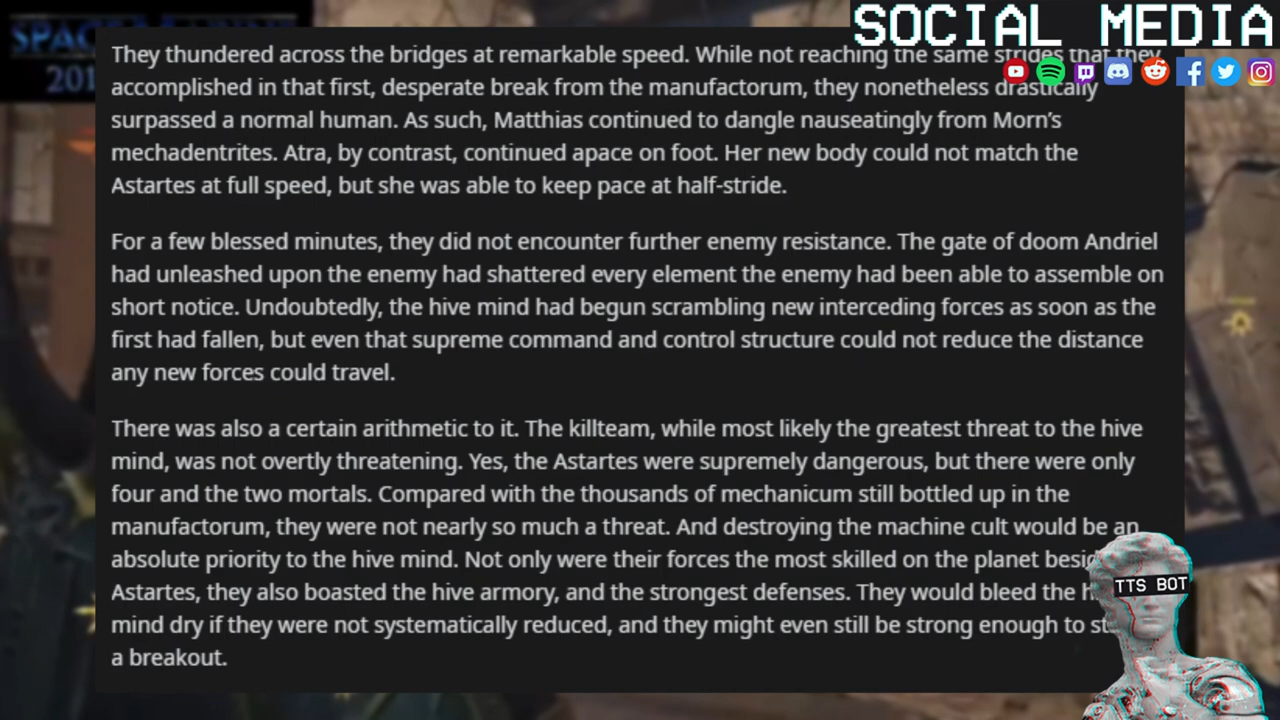 SOCIAL MEDIA
SPAC
201
They thundered across the bridges at remarkable speed. While not reaching the same strides that they
accomplished in that first, desperate break from the manufactorum, they nonetheless drastically
surpassed a normal human. As such, Matthias continued to dangle nauseatingly from Morn’s
mechadentrites. Atra, by contrast, continued apace on foot. Her new body could not match the
Astartes at full speed, but she was able to keep pace at half-stride.
For a few blessed minutes, they did not encounter further enemy resistance. The gate of doom Andriel
had unleashed upon the enemy had shattered every element the enemy had been able to assemble on
short notice. Undoubtedly, the hive mind had begun scrambling new interceding forces as soon as the
first had fallen, but even that supreme command and control structure could not reduce the distance
any new forces could travel.
There was also a certain arithmetic to it. The killteam, while most likely the greatest threat to the hive
mind, was not overtly threatening. Yes, the Astartes were supremely dangerous, but there were only
four and the two mortals. Compared with the thousands of mechanicum still bottled up in the
manufactorum, they were not nearly so much a threat. And destroying the machine cult would be an
absolute priority to the hive mind. Not only were their forces the most skilled on the planet besid
Astartes, they also boasted the hive armory, and the strongest defenses. They would bleed the h
mind dry if they were not systematically reduced, and they might even still be strong enough to st
a breakout.
TTS BOT